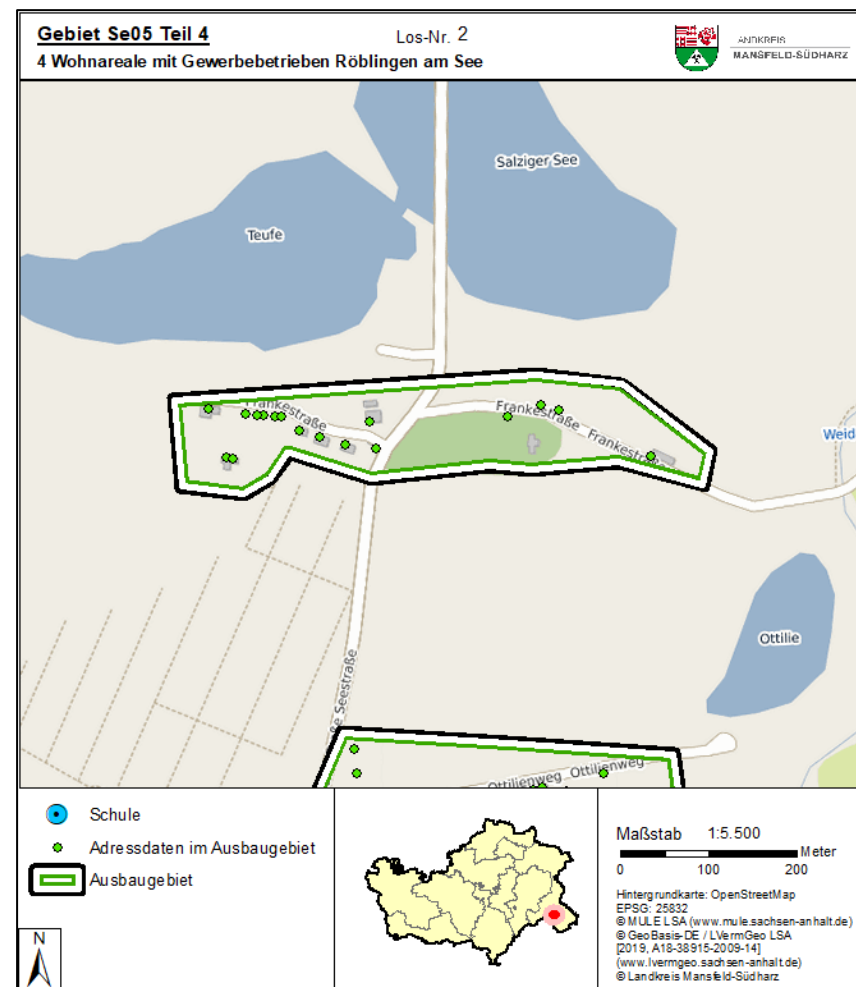 Gebiet Se05 Teil 4
Los-Nr. 2
4 Wohnareale mit Gewerbebetrieben Röblingen am See
ANDKREIS
MANSFELD-SÜDHARZ
Salziger See
Teufe
Frankestraße
Frankestraße
Frankestraße
Weid
Ottilie
ße Seestraße
Ottilienweg
Ottilienweg
Schule
Adressdaten im Ausbaugebiet
Ausbaugebiet
N
Maßstab 1:5.500
Meter
0 100 200
Hintergrundkarte: OpenStreetMap
EPSG: 25832
© MULE LSA (www.mule.sachsen-anhalt.de)
© GeoBasis-DE / LVermGeo LSA
[2019, A18-38915-2009-14]
(www.lvermgeo.sachsen-anhalt.de)
© Landkreis Mansfeld-Südharz